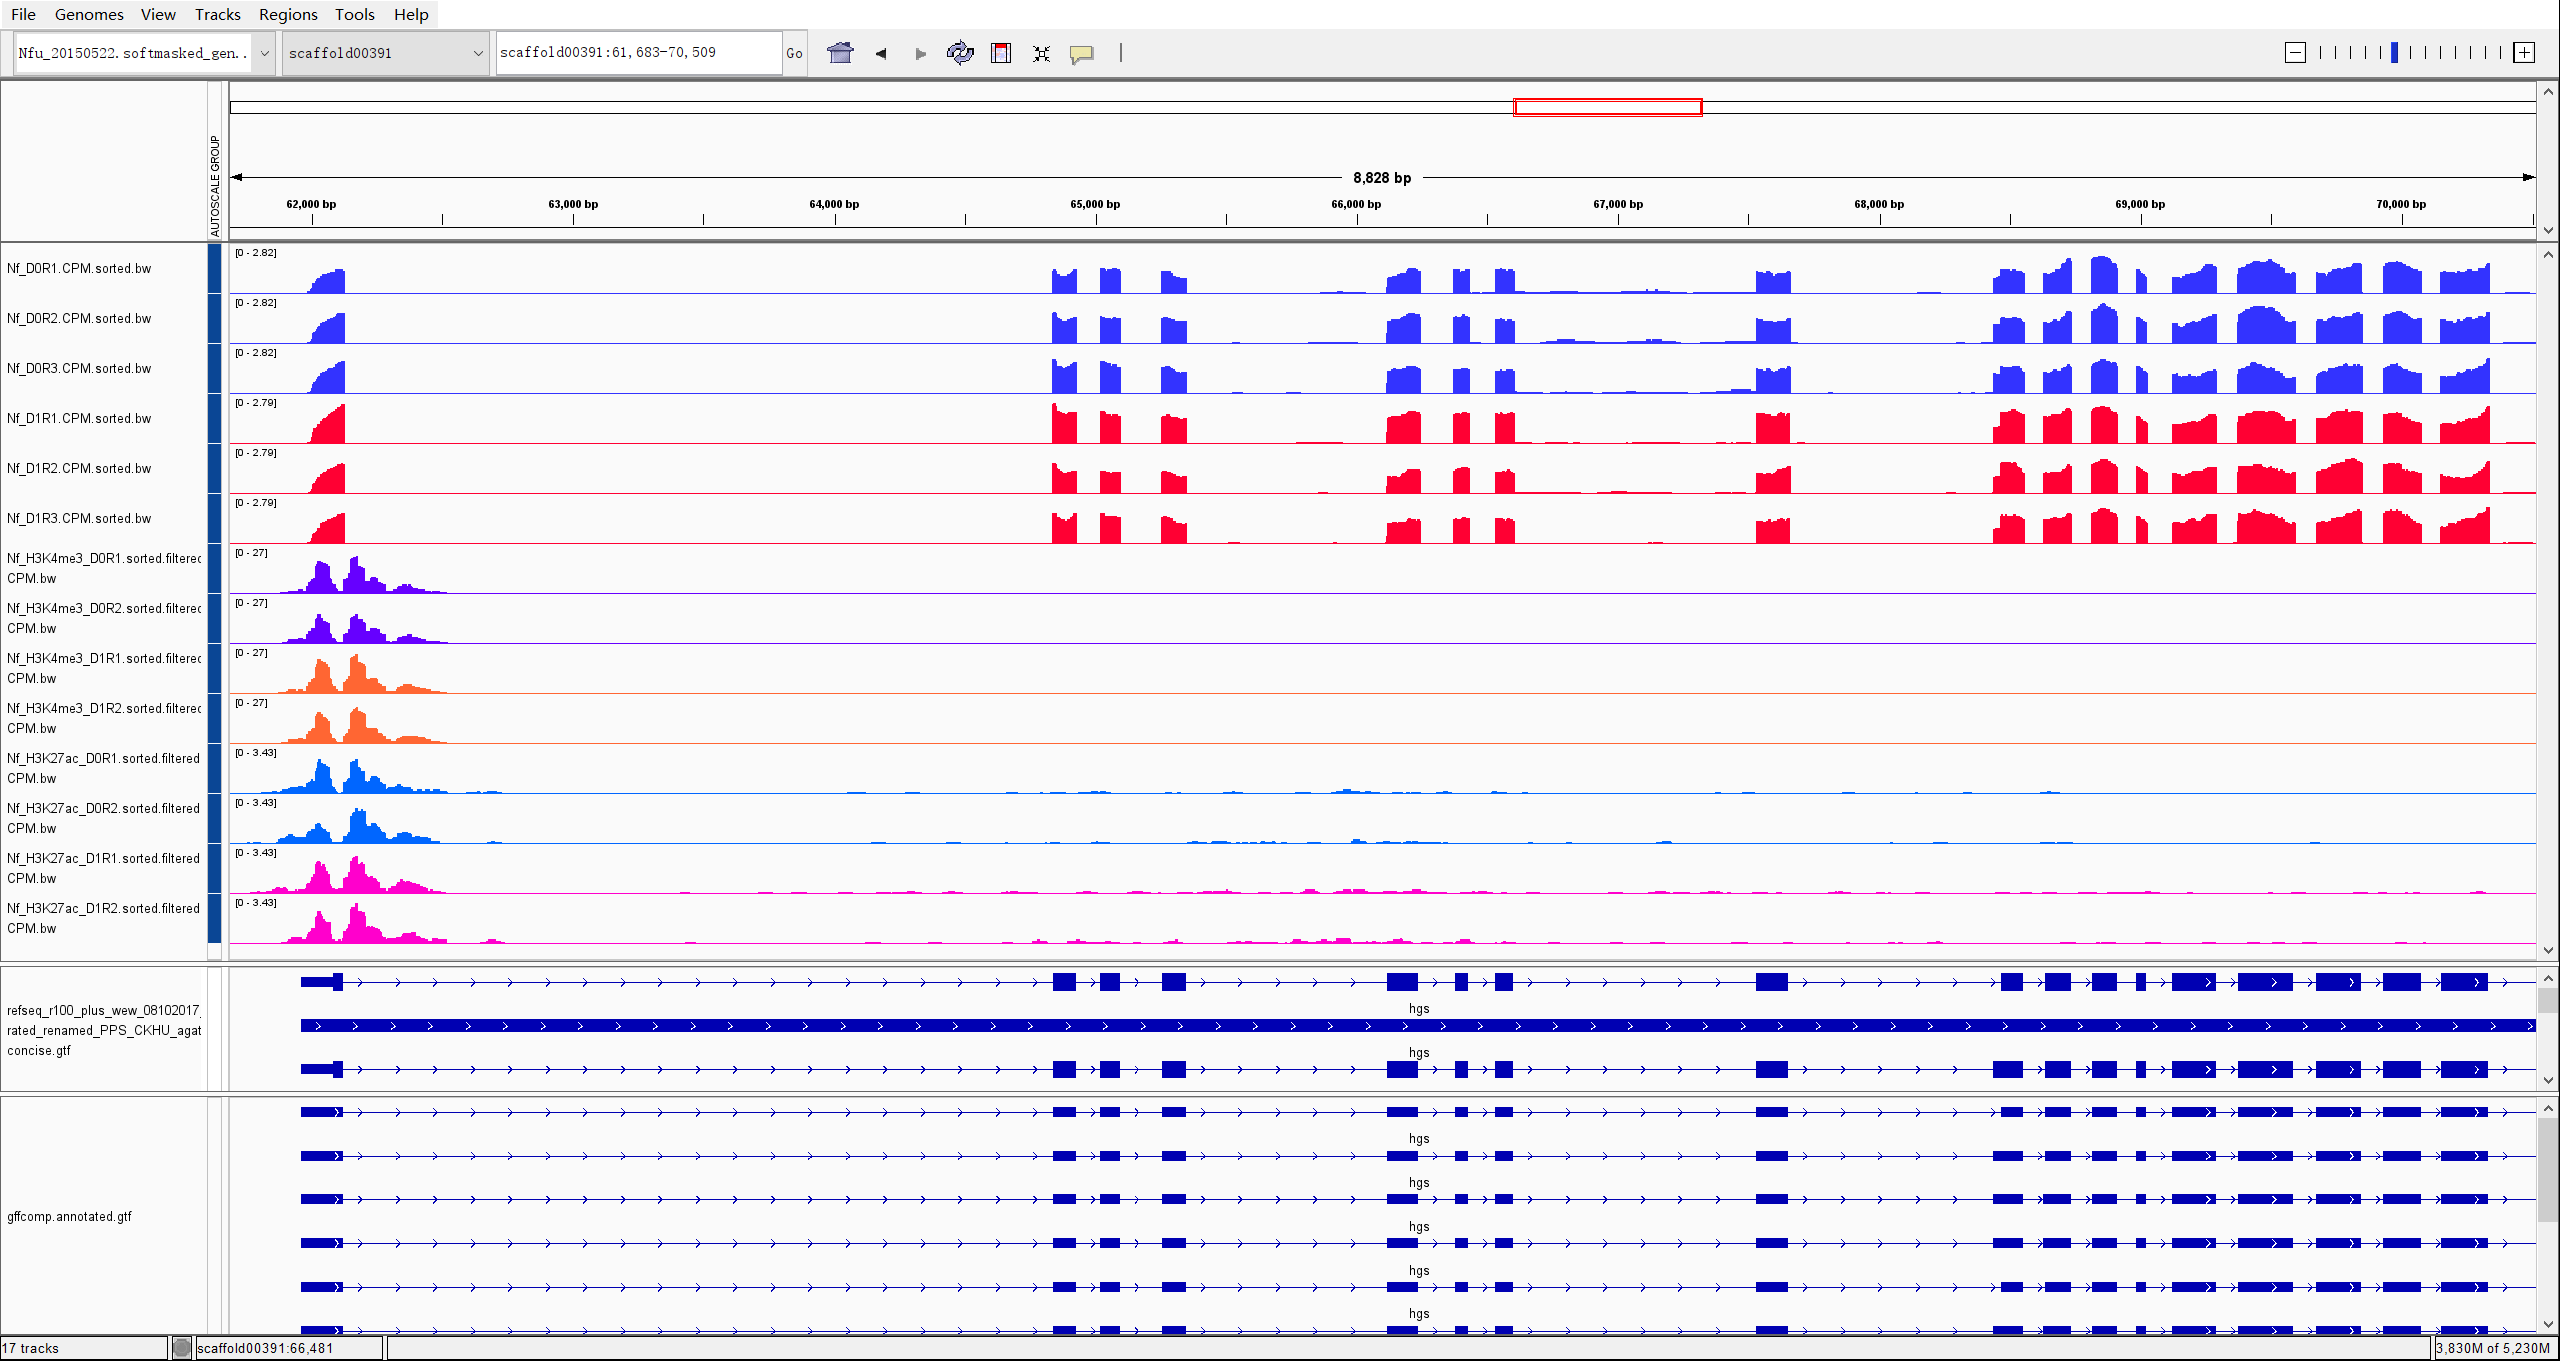 File Genomes View Tracks Regions Tools Help
Nfu_20150522.softmasked_gen.. scaffold00391 scaffold00391:61,683-70,509 Go
AUTOSCALE GROUP
8,828 bp
62,000 bp 63,000 bp 64,000 bp 65,000 bp 66,000 bp 67,000 bp 68,000 bp 69,000 bp 70,000 bp
[0 - 2.82]
Nf_D0R1.CPM.sorted.bw
[0 - 2.82]
Nf_D0R2.CPM.sorted.bw
[0 - 2.82]
Nf_D0R3.CPM.sorted.bw
[0 - 2.79]
Nf_D1R1.CPM.sorted.bw
[0 - 2.79]
Nf_D1R2.CPM.sorted.bw
[0 - 2.79]
Nf_D1R3.CPM.sorted.bw
[0 - 27]
Nf_H3K4me3_D0R1.sorted.filtered
CPM.bw
[0 - 27]
Nf_H3K4me3_D0R2.sorted.filtered
CPM.bw
[0 - 27]
Nf_H3K4me3_D1R1.sorted.filtered
CPM.bw
[0 - 27]
Nf_H3K4me3_D1R2.sorted.filtered
CPM.bw
[0 - 3.43]
Nf_H3K27ac_D0R1.sorted.filtered
CPM.bw
[0 - 3.43]
Nf_H3K27ac_D0R2.sorted.filtered
CPM.bw
[0 - 3.43]
Nf_H3K27ac_D1R1.sorted.filtered
CPM.bw
[0 - 3.43]
Nf_H3K27ac_D1R2.sorted.filtered
CPM.bw
hgs
refseq_r100_plus_wew_08102017_
rated_renamed_PPS_CKHU_agat
concise.gtf
hgs
hgs
hgs
gffcomp.annotated.gtf
hgs
hgs
hgs
17 tracks scaffold00391:66,481 3,830M of 5,230M